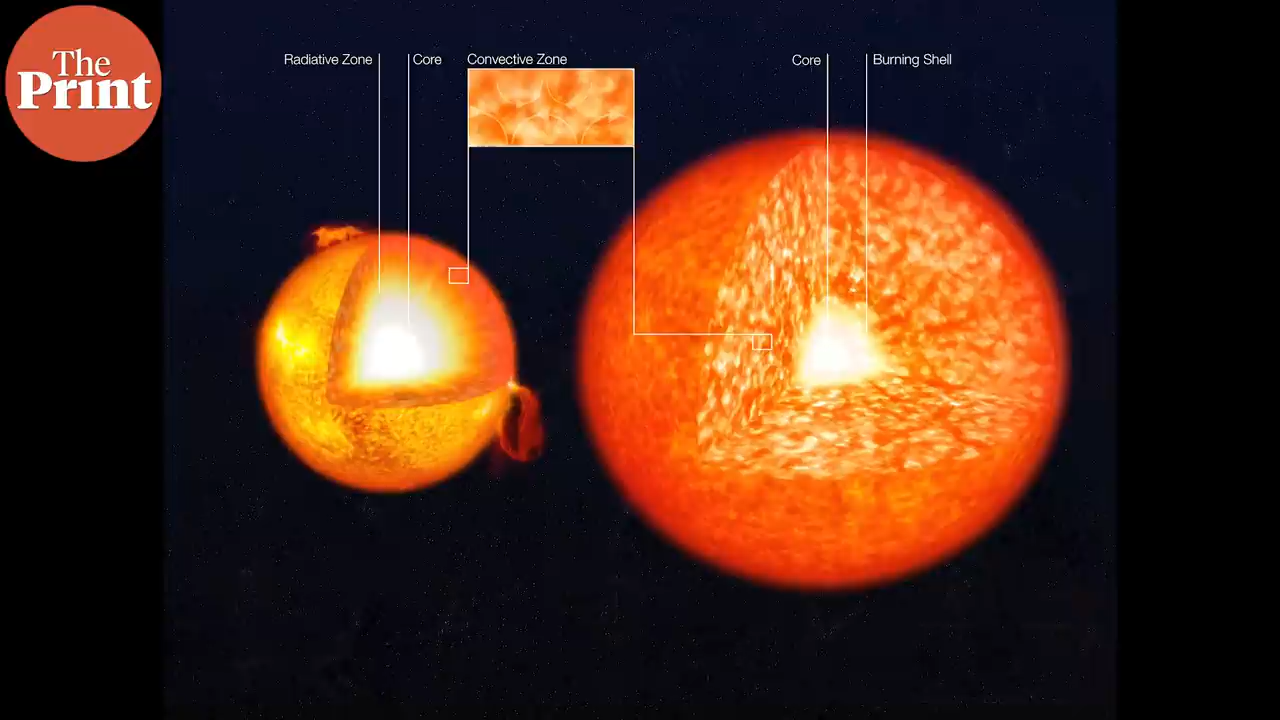 The
Print
Radiative Zone
Core
Convective Zone
Core
Burning Shell